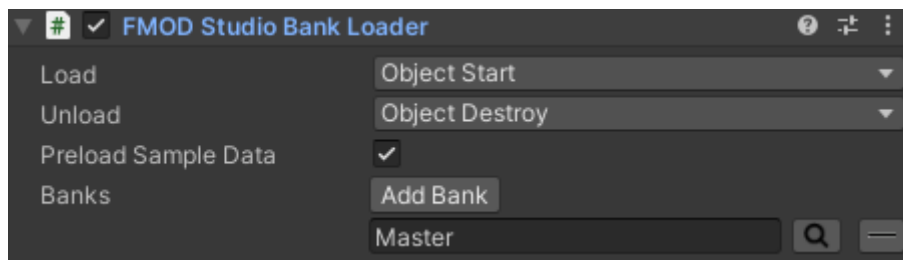 FMOD Studio Bank Loader
Load Object Start
Unload Object Destroy
Preload Sample Data
Banks Add Bank
Master